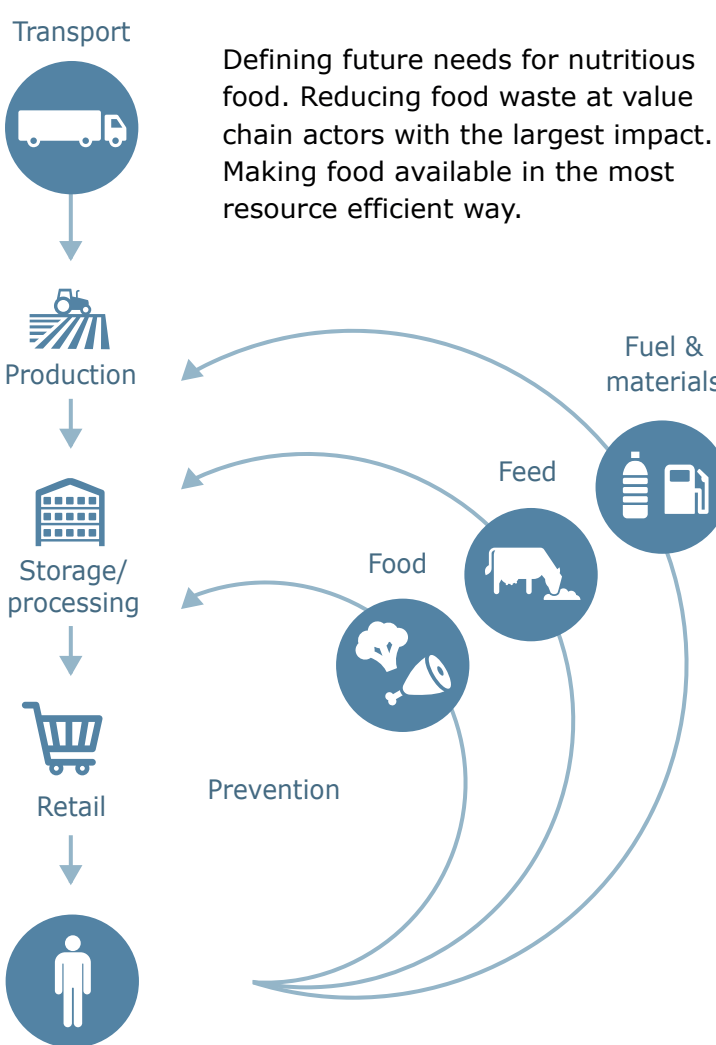 Transport
Defining future needs for nutritious
food. Reducing food waste at value
chain actors with the largest impact.
Making food available in the most
resource efficient way.
Production
Fuel &
materials
Feed
Food
Storage/
processing
Prevention
Retail